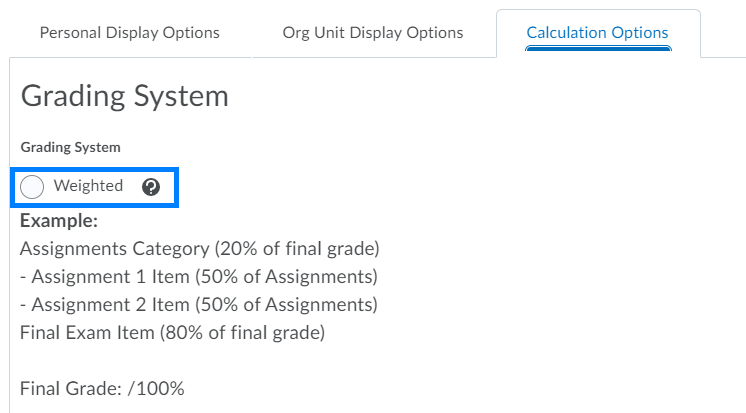 Personal Display Options Org Unit Display Options Calculation Options
Grading System
Grading System
Weighted ?
Example:
Assignments Category (20% of final grade)
- Assignment 1 Item (50% of Assignments)
- Assignment 2 Item (50% of Assignments)
Final Exam Item (80% of final grade)
Final Grade: /100%